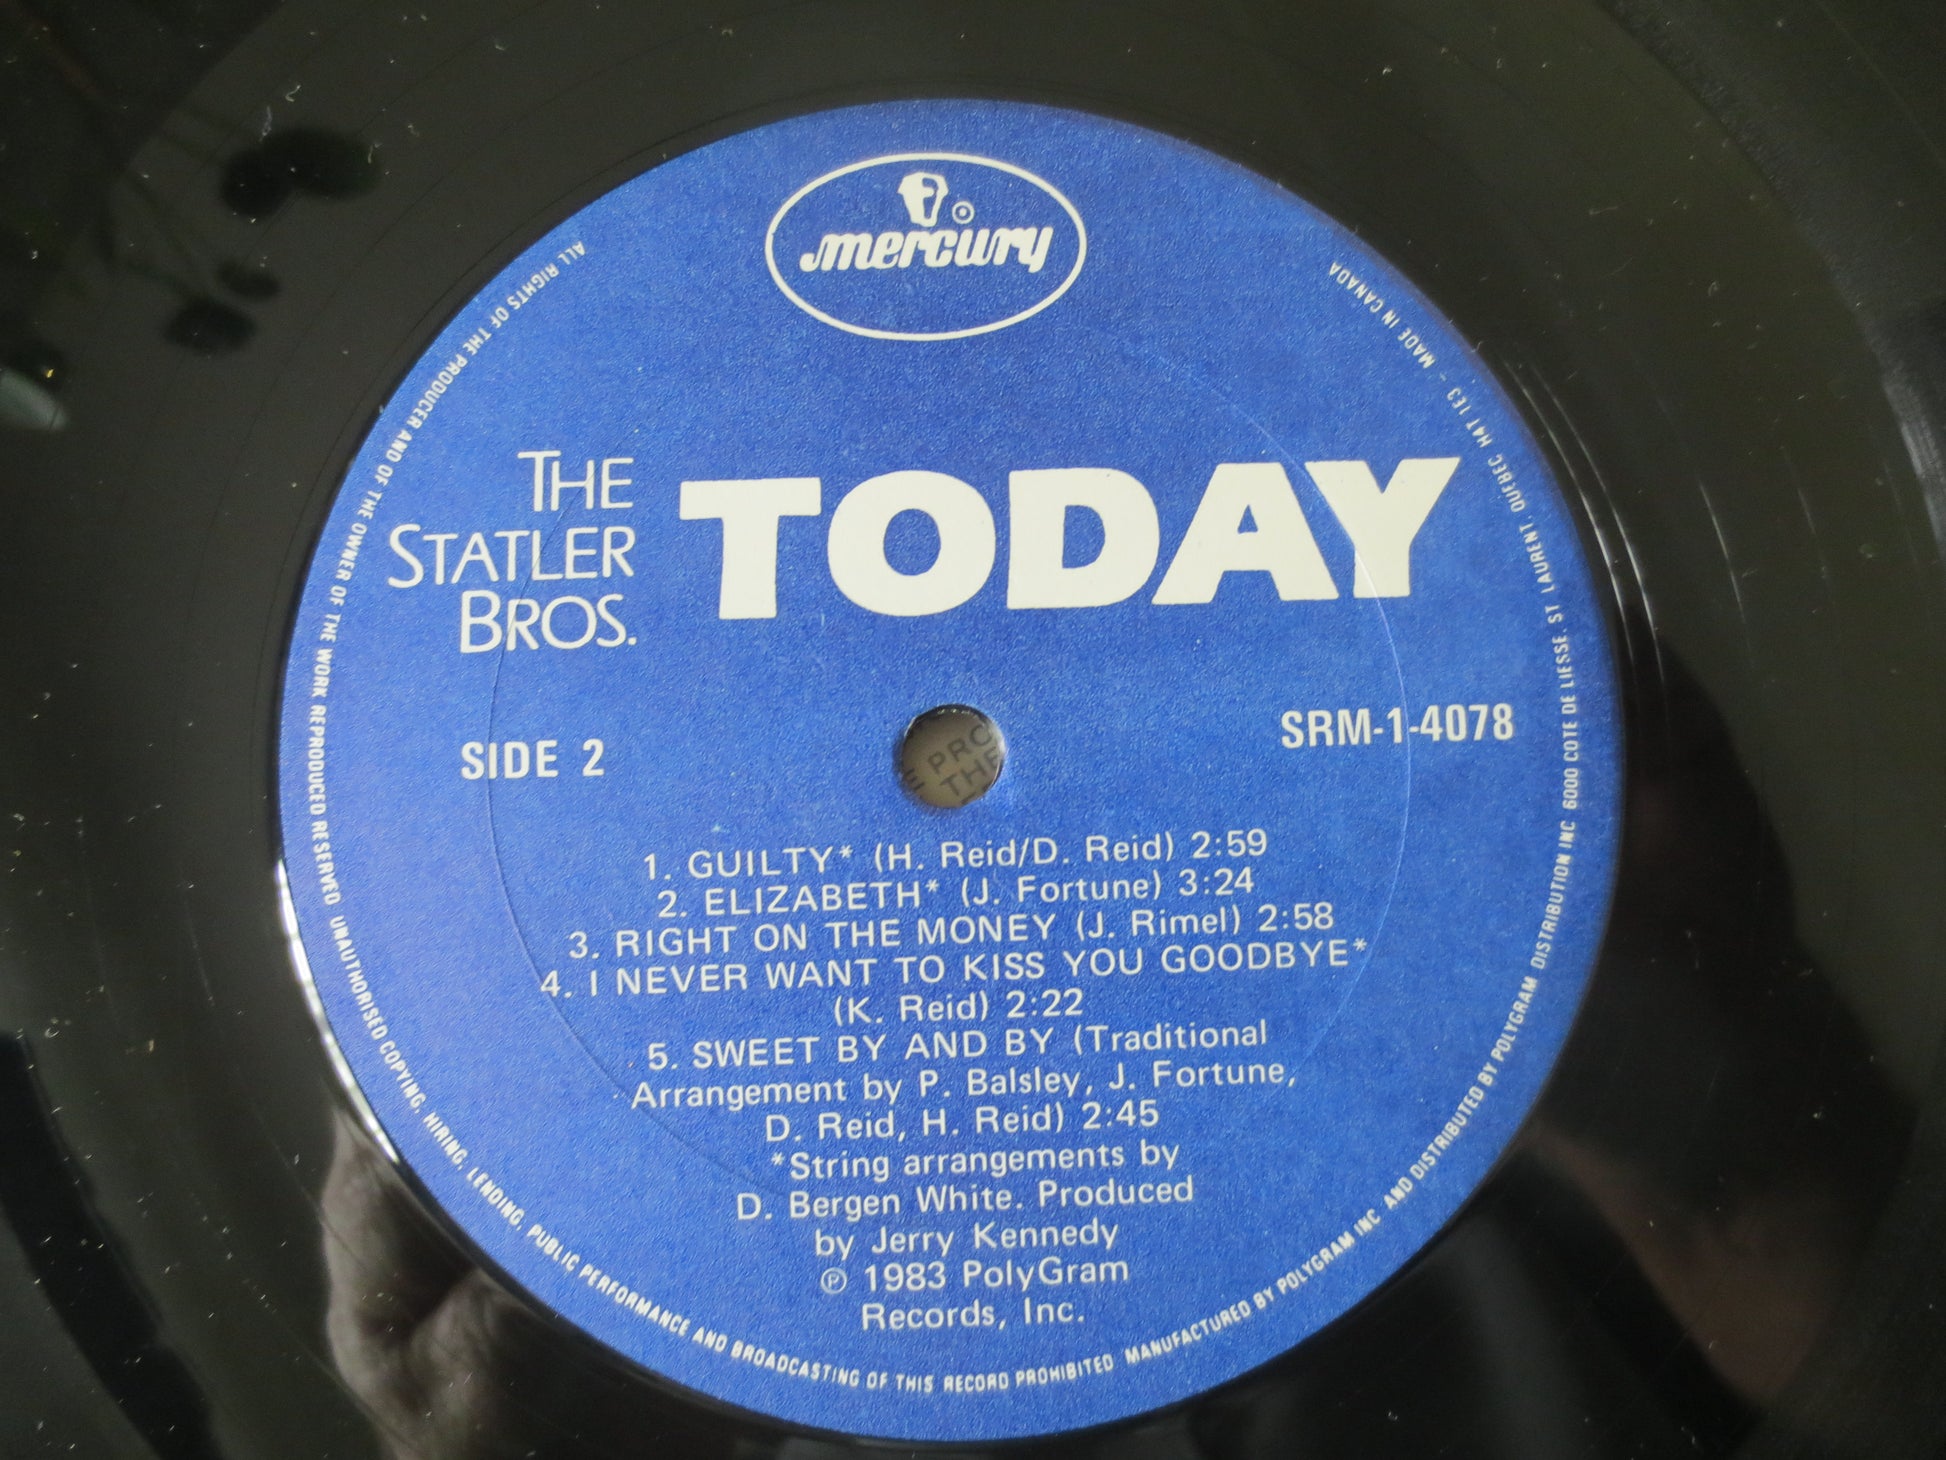 mercury
THE
STATLER
BROS.
TODAY
SIDE 2
SRM-1-4078
PRO
THE
1. GUILTY* (H. Reid/D. Reid) 2:59
2. ELIZABETH* (J. Fortune) 3:24
3. RIGHT ON THE MONEY (J. Rimel) 2:58
4. I NEVER WANT TO KISS YOU GOODBYE*
(K. Reid) 2:22
5. SWEET BY AND BY (Traditional
Arrangement by P. Balsley, J. Fortune,
D. Reid, H. Reid) 2:45
*String arrangements by
D. Bergen White. Produced
by Jerry Kennedy
℗ 1983 PolyGram
Records, Inc.
ALL RIGHTS OF THE PRODUCER AND OF THE OWNER OF THE WORK REPRODUCED RESERVED UNAUTHORISED COPYING, HIRING, LENDING, PUBLIC PERFORMANCE AND BROADCASTING OF THIS RECORD PROHIBITED MANUFACTURED BY POLYGRAM INC AND DISTRIBUTED BY POLYGRAM DISTRIBUTION INC 6000 COTE DE LIESSE, ST LAURENT, QUEBEC H4T 1E3 - MADE IN CANADA